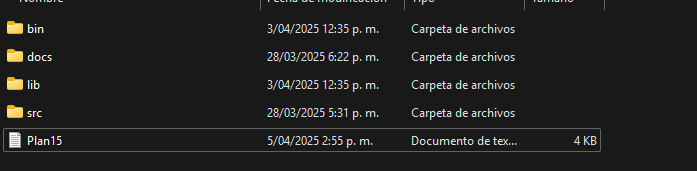 Nombre Fecha de modificación Tipo Tamaño
bin 3/04/2025 12:35 p. m. Carpeta de archivos
docs 28/03/2025 6:22 p. m. Carpeta de archivos
lib 3/04/2025 12:35 p. m. Carpeta de archivos
src 28/03/2025 5:31 p. m. Carpeta de archivos
Plan15 5/04/2025 2:55 p. m. Documento de tex... 4 KB